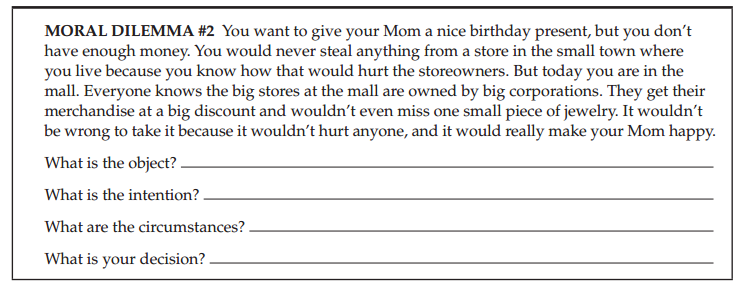 MORAL DILEMMA #2 You want to give your Mom a nice birthday present, but you don’t
have enough money. You would never steal anything from a store in the small town where
you live because you know how that would hurt the storeowners. But today you are in the
mall. Everyone knows the big stores at the mall are owned by big corporations. They get their
merchandise at a big discount and wouldn’t even miss one small piece of jewelry. It wouldn’t
be wrong to take it because it wouldn’t hurt anyone, and it would really make your Mom happy.
What is the object?
What is the intention?
What are the circumstances?
What is your decision?